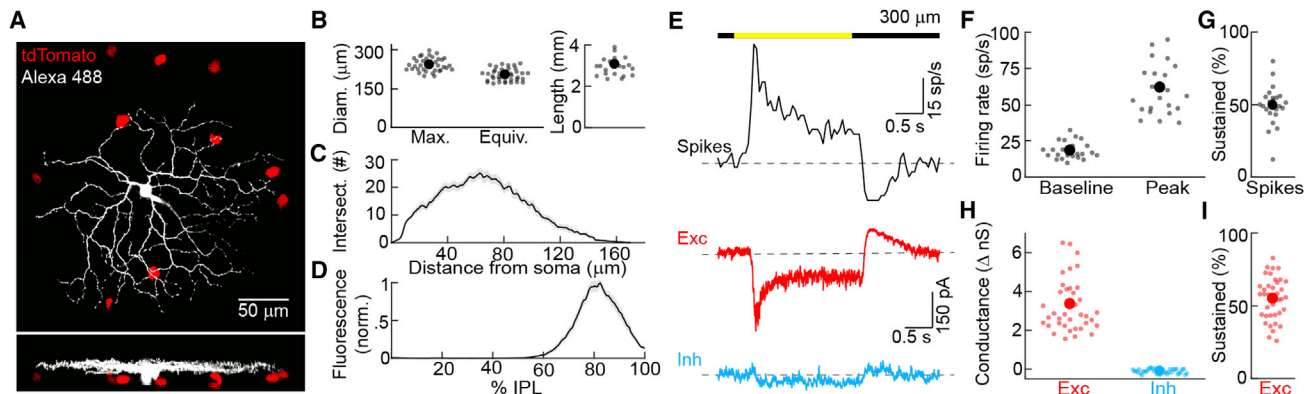 A
tdTomato
Alexa 488
50 μm
B
Diam. (μm)
300
150
0
Max.
Equiv.
Length (mm)
4
2
0
C
Intersect. (#)
30
20
10
0
40
80
120
160
Distance from soma (μm)
D
Fluorescence
(norm.)
1
.5
0
0
20
40
60
80
100
% IPL
E
300 μm
15 sp/s
0.5 s
Spikes
Exc
150 pA
0.5 s
Inh
F
Firing rate (sp/s)
100
75
50
25
0
Baseline
Peak
G
Sustained (%)
100
50
0
Spikes
H
Conductance (Δ nS)
6
4
2
0
Exc
Inh
I
Sustained (%)
100
50
0
Exc